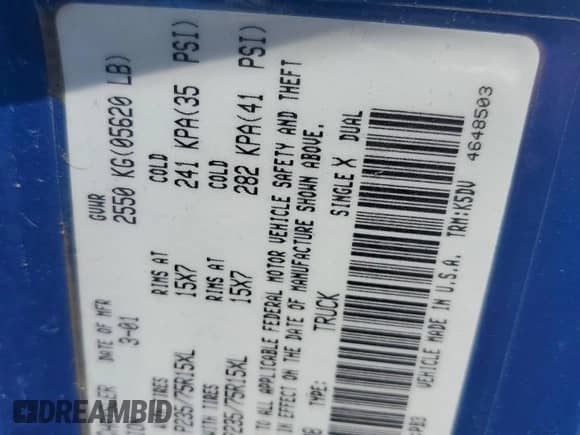 DATE OF MFR GVWR
3-01 2550 KG(05620 LB)
WITH TIRES RIMS AT COLD
P235/75R15XL 15X7 241 KPA(35 PSI)
WITH TIRES RIMS AT COLD
P235/75R15XL 15X7 282 KPA(41 PSI)
TO ALL APPLICABLE FEDERAL MOTOR VEHICLE SAFETY AND THEFT
IN EFFECT ON THE DATE OF MANUFACTURE SHOWN ABOVE.
TRUCK SINGLE X DUAL
VEHICLE MADE IN U.S.A. TRM:K5DV
4648503
DREAMBID